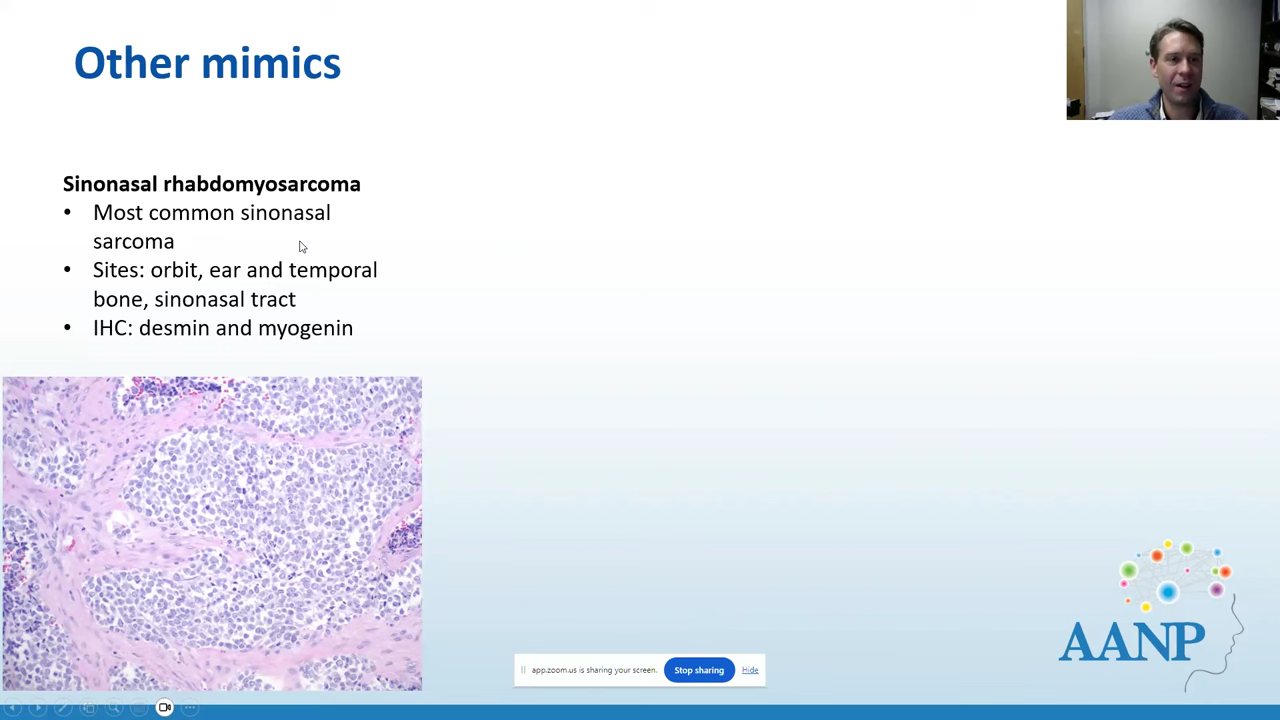 Other mimics
Sinonasal rhabdomyosarcoma
• Most common sinonasal
sarcoma
• Sites: orbit, ear and temporal
bone, sinonasal tract
• IHC: desmin and myogenin
AANP
app.zoom.us is sharing your screen.
Stop sharing
Hide